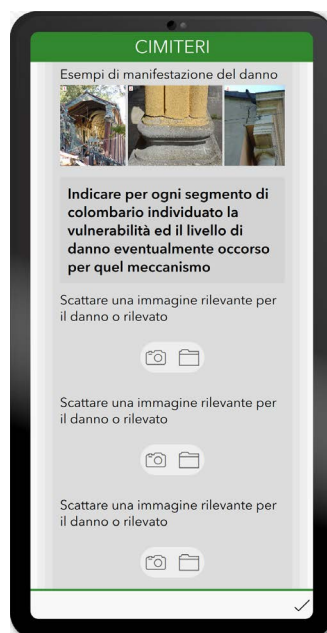 CIMITERI
Esempi di manifestazione del danno
Indicare per ogni segmento di
colombario individuato la
vulnerabilità ed il livello di
danno eventualmente occorso
per quel meccanismo
Scattare una immagine rilevante per
il danno o rilevato
Scattare una immagine rilevante per
il danno o rilevato
Scattare una immagine rilevante per
il danno o rilevato